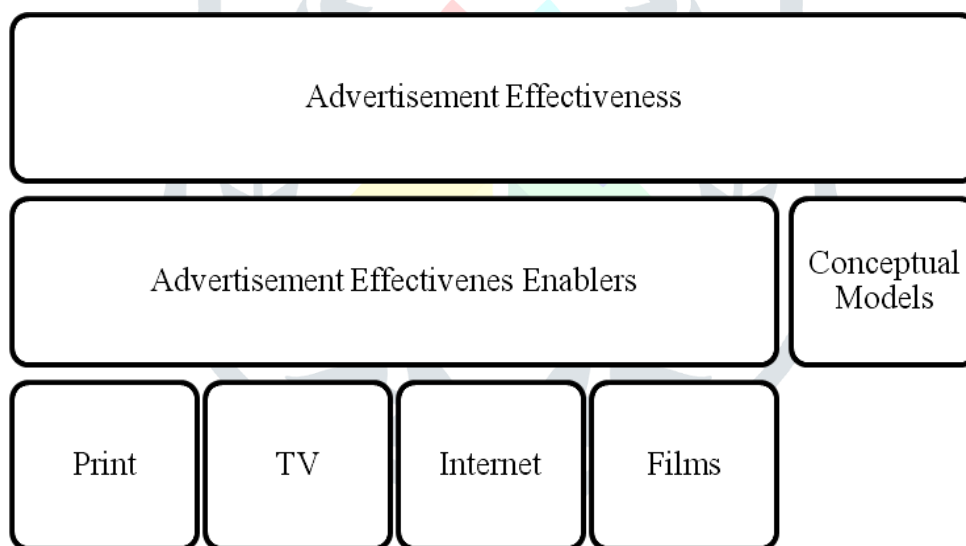 Advertisement Effectiveness
Advertisement Effectivenes Enablers
Conceptual
Models
Print
TV
Internet
Films